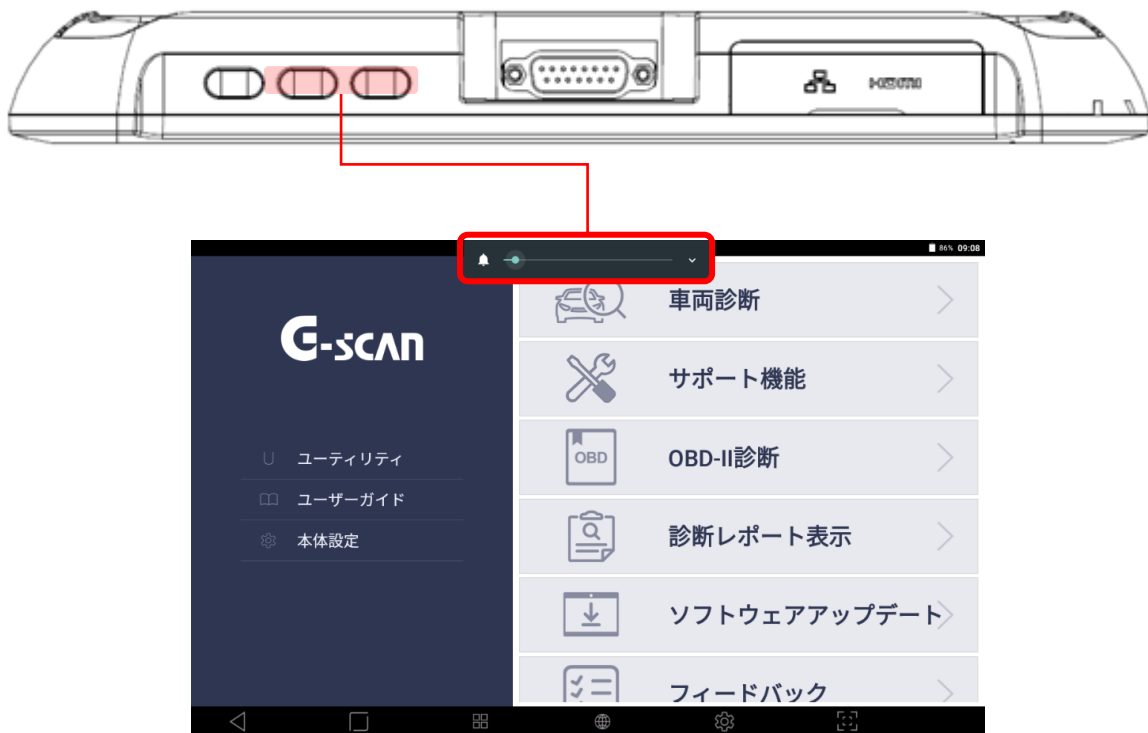 HDMI
86% 09:08
G-SCAN
ユーティリティ
ユーザーガイド
本体設定
車両診断
サポート機能
OBD
OBD-II診断
診断レポート表示
ソフトウェアアップデート
フィードバック